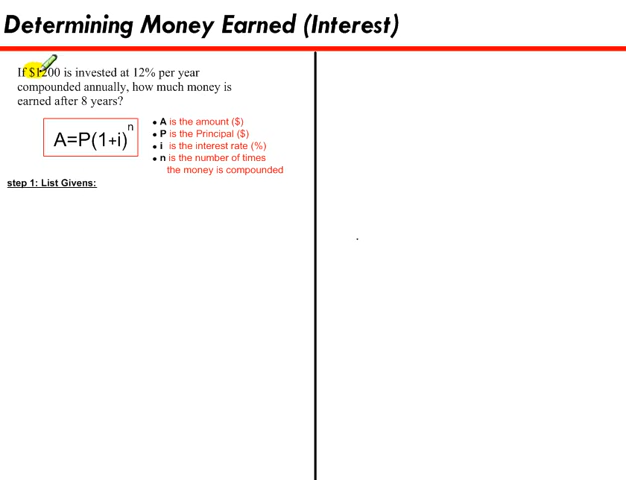 Determining Money Earned (Interest)
If $1200 is invested at 12% per year
compounded annually, how much money is
earned after 8 years?
A=P(1+i)^n
• A is the amount ($)
• P is the Principal ($)
• i is the interest rate (%)
• n is the number of times
the money is compounded
step 1: List Givens: